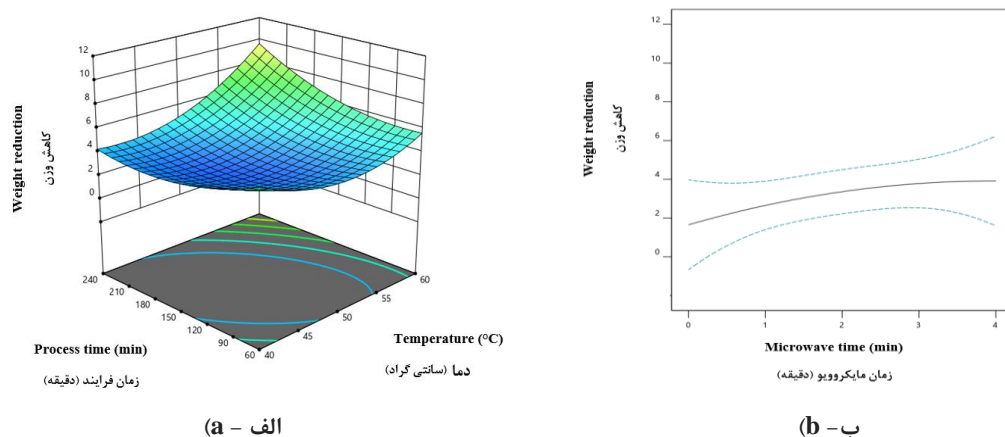 12
10
8
6
4
2
0
Weight reduction
کاهش وزن
240
210
180
150
120
90
60
40
45
50
55
60
Process time (min)
زمان فرایند (دقیقه)
Temperature (°C)
دما (سانتی گراد)
الف - a)
12
10
8
6
4
2
0
Weight reduction
کاهش وزن
0 1 2 3 4
Microwave time (min)
زمان مایکروویو (دقیقه)
ب- b)